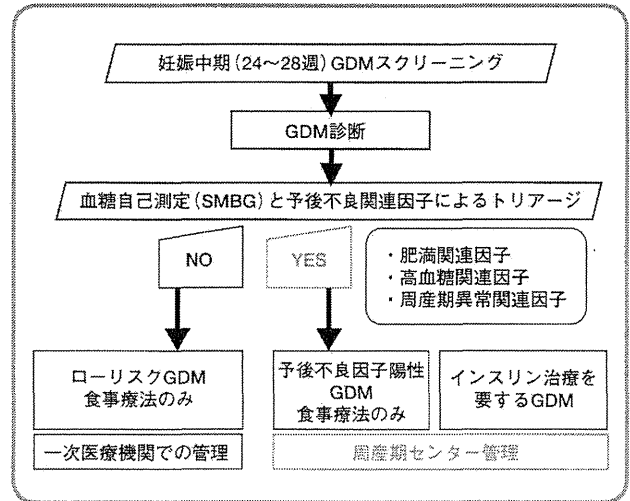 妊娠中期(24〜28週)GDMスクリーニング
GDM診断
血糖自己測定(SMBG)と予後不良関連因子によるトリアージ
NO
YES
・肥満関連因子
・高血糖関連因子
・周産期異常関連因子
ローリスクGDM
食事療法のみ
予後不良因子陽性
GDM
食事療法のみ
インスリン治療を
要するGDM
一次医療機関での管理
周産期センター管理